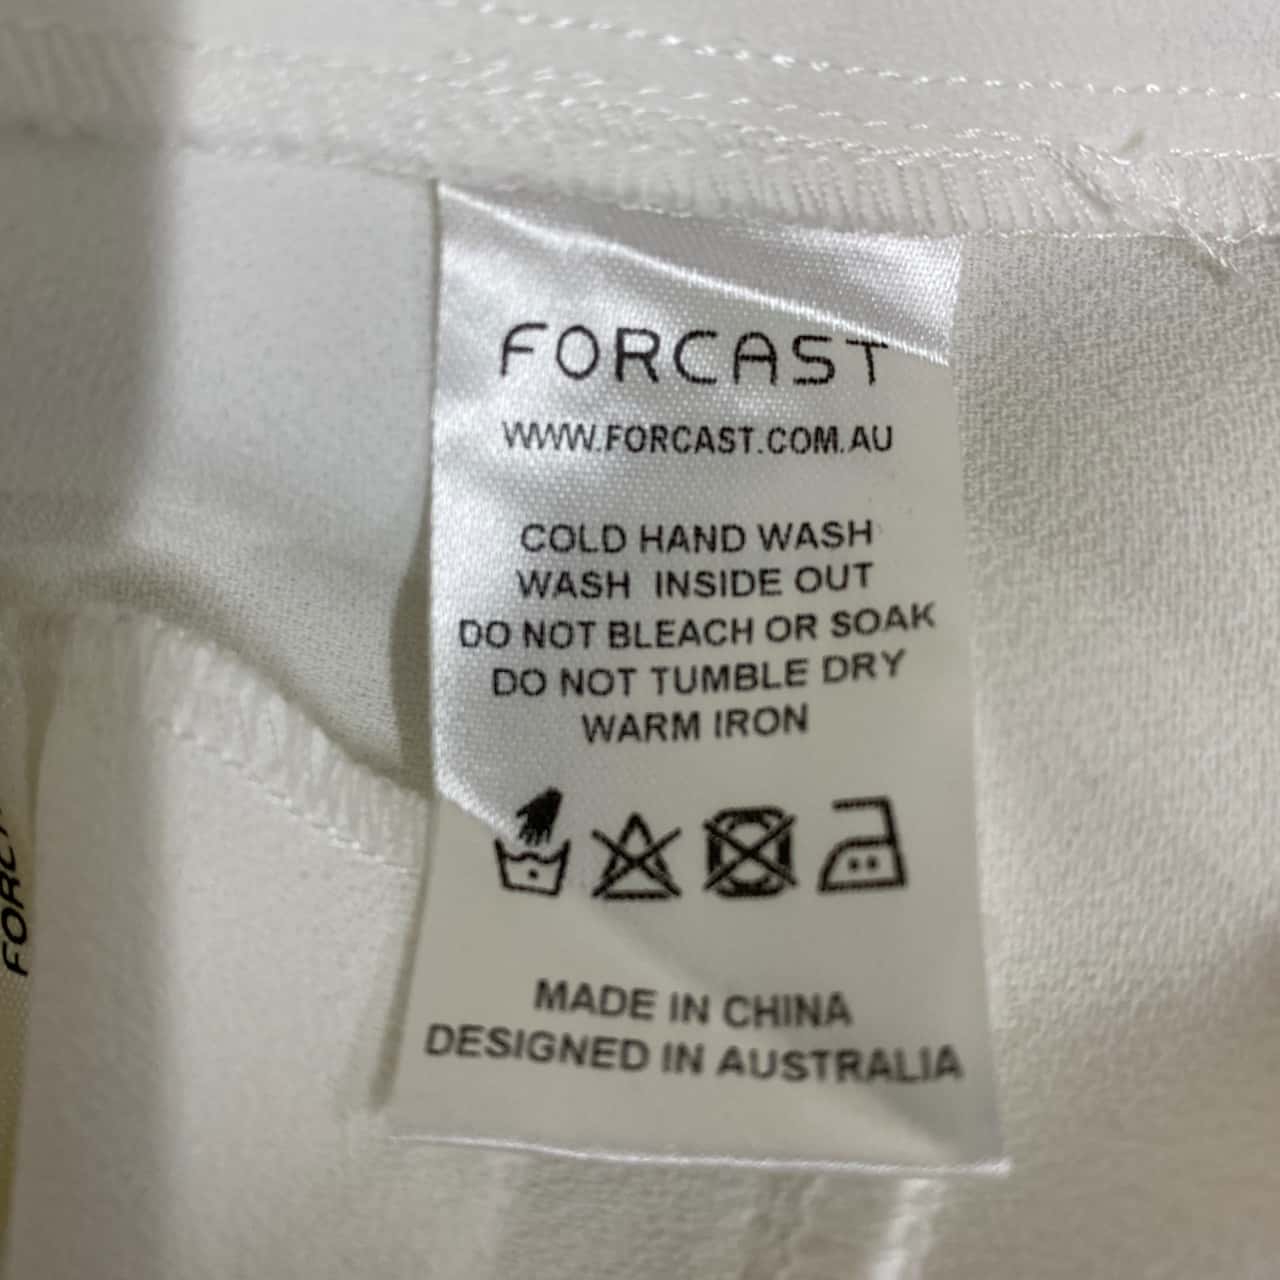 FORCAST
WWW.FORCAST.COM.AU
COLD HAND WASH
WASH INSIDE OUT
DO NOT BLEACH OR SOAK
DO NOT TUMBLE DRY
WARM IRON
MADE IN CHINA
DESIGNED IN AUSTRALIA